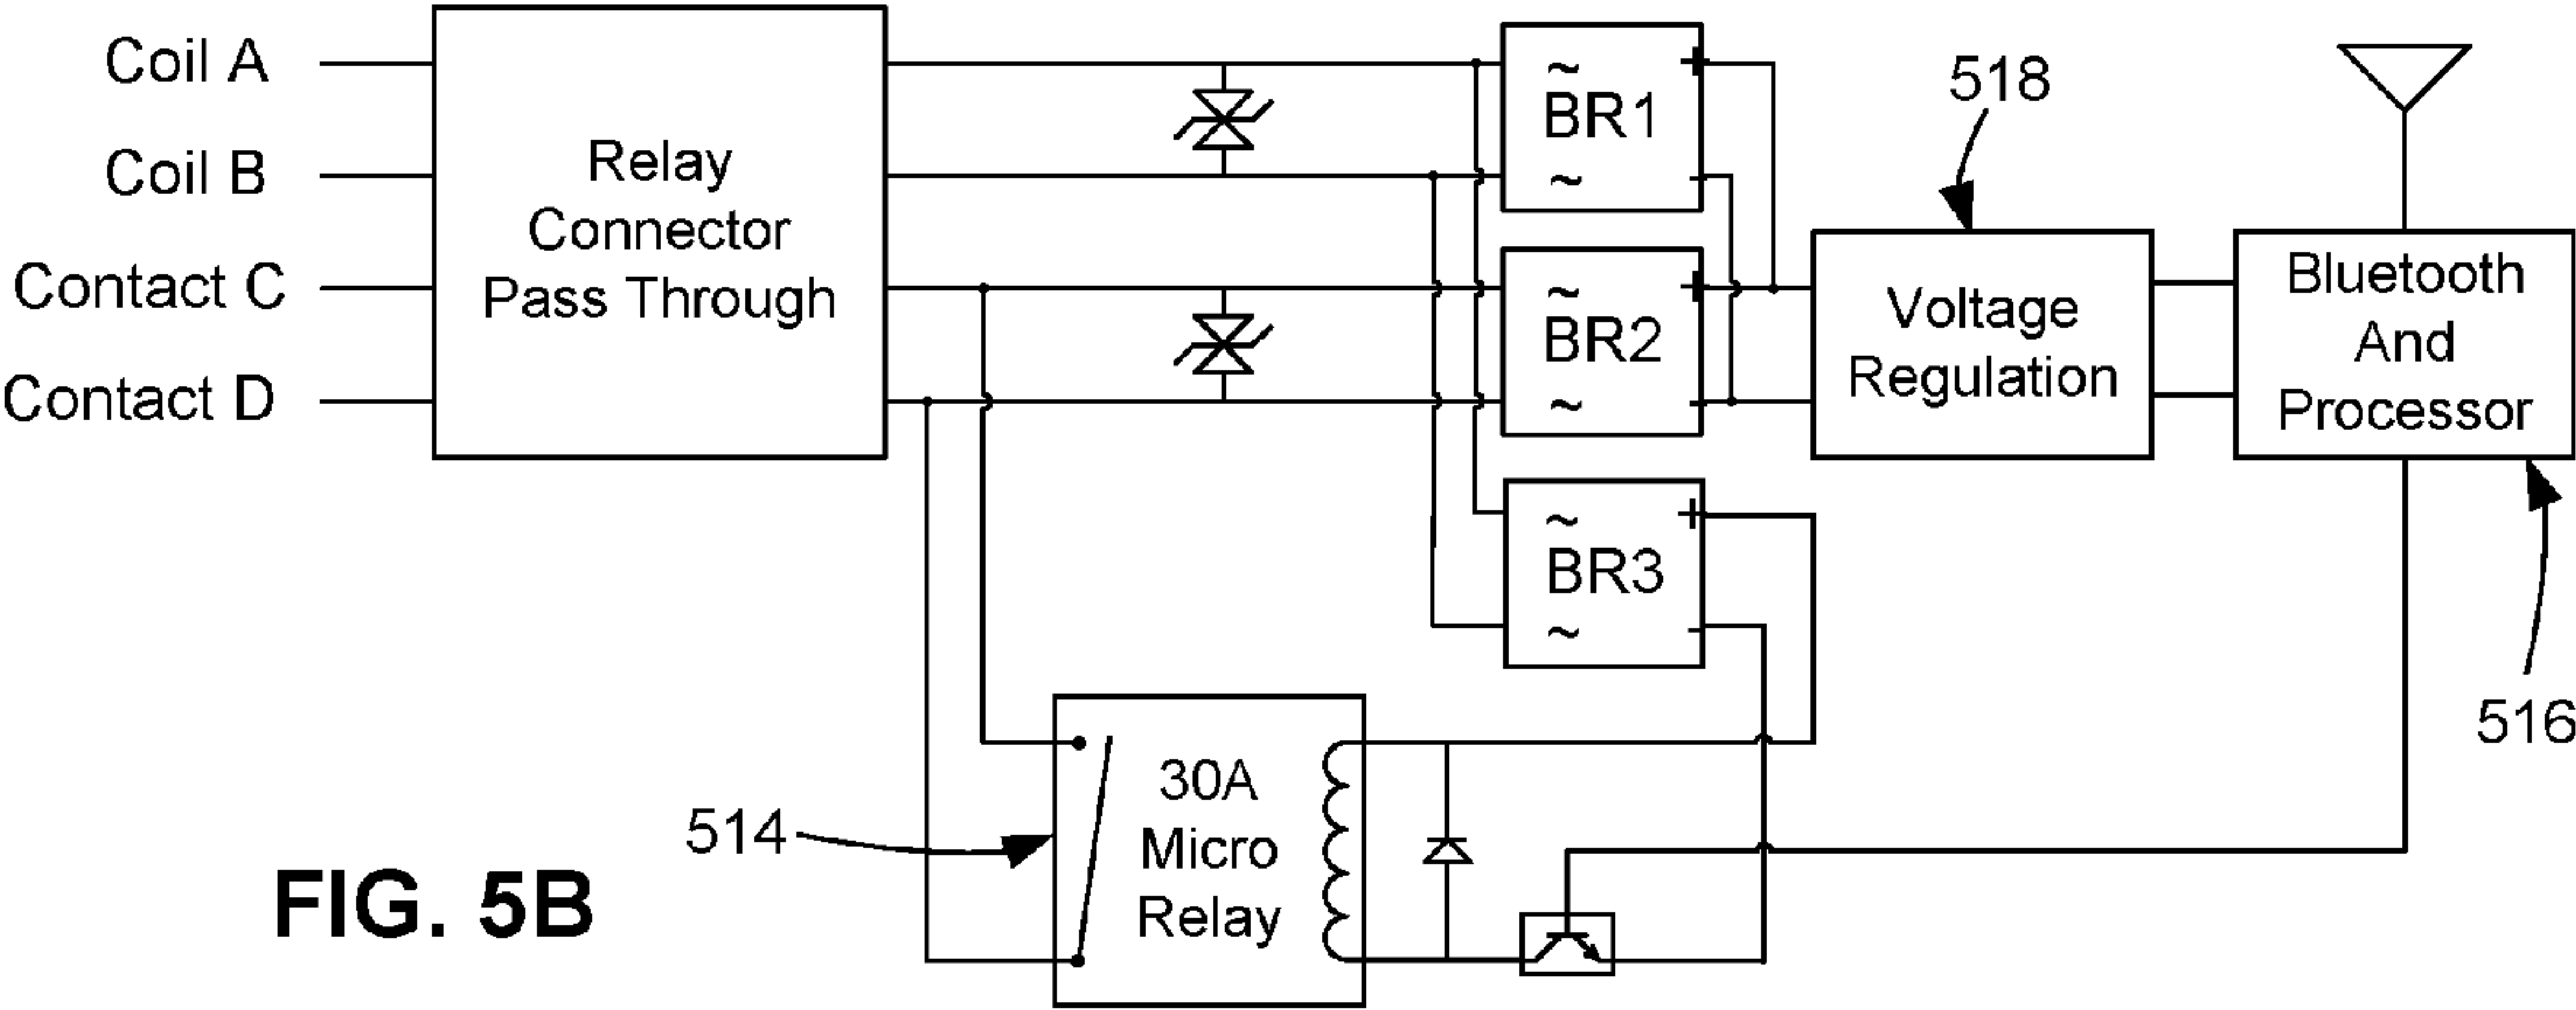 Coil A
Coil B
Contact C
Contact D
Relay
Connector
Pass Through
~
BR1
~
+
-
~
BR2
~
+
-
~
BR3
~
+
-
518
Voltage
Regulation
Bluetooth
And
Processor
516
514
30A
Micro
Relay
FIG. 5B